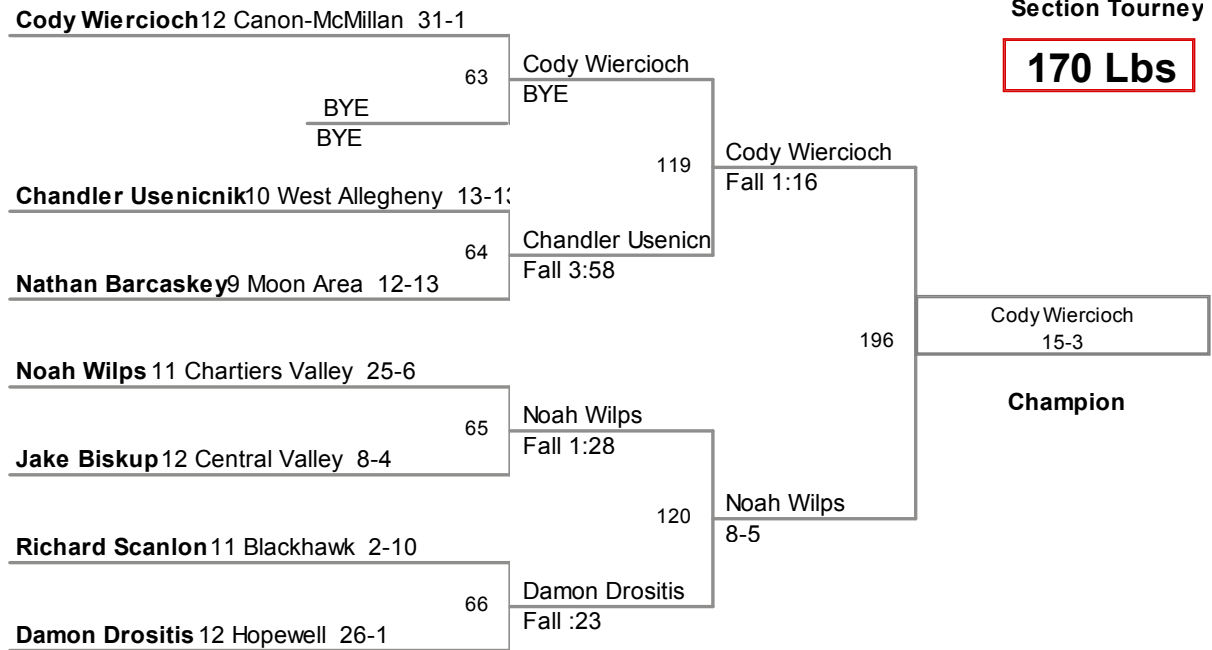 Section Tourney
170 Lbs
Cody Wiercioch 12 Canon-McMillan 31-1
63
BYE
BYE
Cody Wiercioch
BYE
119
Chandler Usenicnik 10 West Allegheny 13-13
64
Nathan Barcaskey 9 Moon Area 12-13
Chandler Usenicn
Fall 3:58
Cody Wiercioch
Fall 1:16
196
Noah Wilps 11 Chartiers Valley 25-6
65
Jake Biskup 12 Central Valley 8-4
Noah Wilps
Fall 1:28
120
Richard Scanlon 11 Blackhawk 2-10
66
Damon Drositis 12 Hopewell 26-1
Damon Drositis
Fall :23
Noah Wilps
8-5
Cody Wiercioch
15-3
Champion